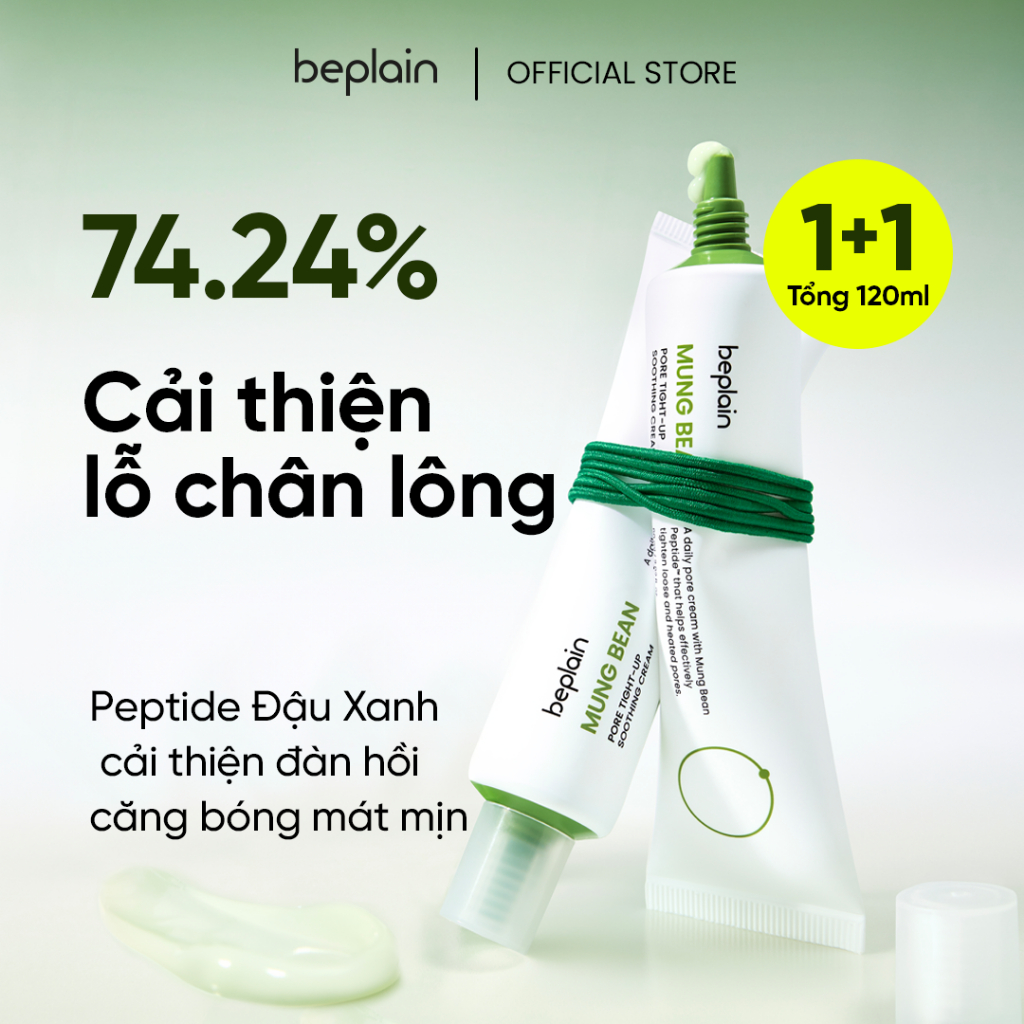 beplain | OFFICIAL STORE
74.24%
1+1
Tổng 120ml
Cải thiện
lỗ chân lông
Peptide Đậu Xanh
cải thiện đàn hồi
căng bóng mát mịn
beplain
MUNG BEA
PORE TIGHT-UP
SOOTHING CREA
A daily pore cream with Mung Bean
Peptide™ that helps effectively
tighten loose and heated pores.
beplain
MUNG BEAN
PORE TIGHT-UP
SOOTHING CREAM